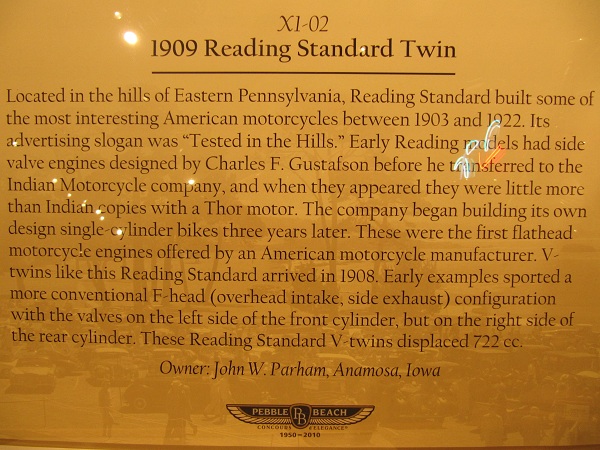 X1-02
1909 Reading Standard Twin
Located in the hills of Eastern Pennsylvania, Reading Standard built some of
the most interesting American motorcycles between 1903 and 1922. Its
advertising slogan was “Tested in the Hills.” Early Reading models had side
valve engines designed by Charles F. Gustafson before he transferred to the
Indian Motorcycle company, and when they appeared they were little more
than Indian copies with a Thor motor. The company began building its own
design single-cylinder bikes three years later. These were the first flathead
motorcycle engines offered by an American motorcycle manufacturer. V-
twins like this Reading Standard arrived in 1908. Early examples sported a
more conventional F-head (overhead intake, side exhaust) configuration
with the valves on the left side of the front cylinder, but on the right side of
the rear cylinder. These Reading Standard V-twins displaced 722 cc.
Owner: John W. Parham, Anamosa, Iowa
PEBBLE PB BEACH
CONCOURS D'ELEGANCE®
1950–2010